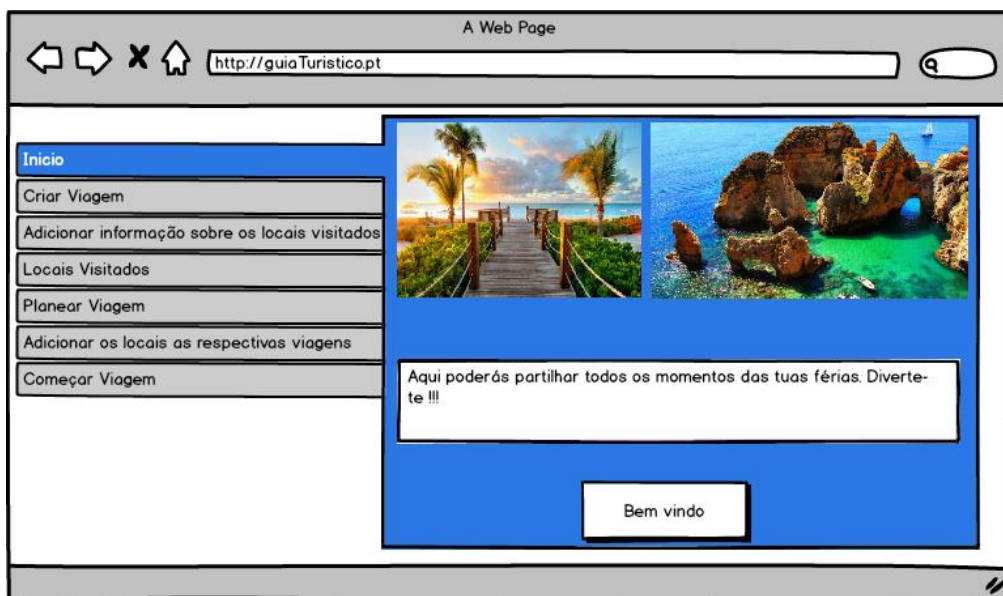 A Web Page
http://guiaTuristico.pt
Inicio
Criar Viagem
Adicionar informação sobre os locais visitados
Locais Visitados
Planear Viagem
Adicionar os locais as respectivas viagens
Começar Viagem
Aqui poderás partilhar todos os momentos das tuas férias. Diverte-
te !!!
Bem vindo